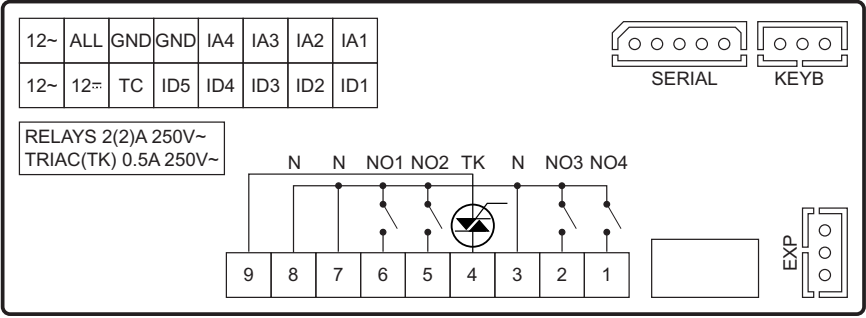 12~ ALL GND GND IA4 IA3 IA2 IA1
12~ 12⎓ TC ID5 ID4 ID3 ID2 ID1
SERIAL KEYB
RELAYS 2(2)A 250V~
TRIAC(TK) 0.5A 250V~
N N NO1 NO2 TK N NO3 NO4
EXP
9 8 7 6 5 4 3 2 1